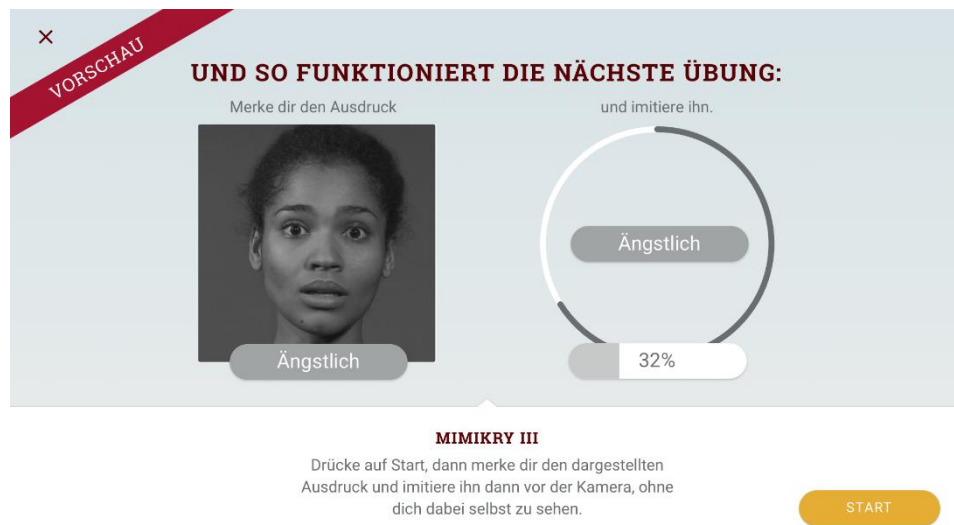 ×
VORSCHAU
UND SO FUNKTIONIERT DIE NÄCHSTE ÜBUNG:
Merke dir den Ausdruck
und imitiere ihn.
Ängstlich
Ängstlich
32%
MIMIKRY III
Drücke auf Start, dann merke dir den dargestellten
Ausdruck und imitiere ihn dann vor der Kamera, ohne
dich dabei selbst zu sehen.
START